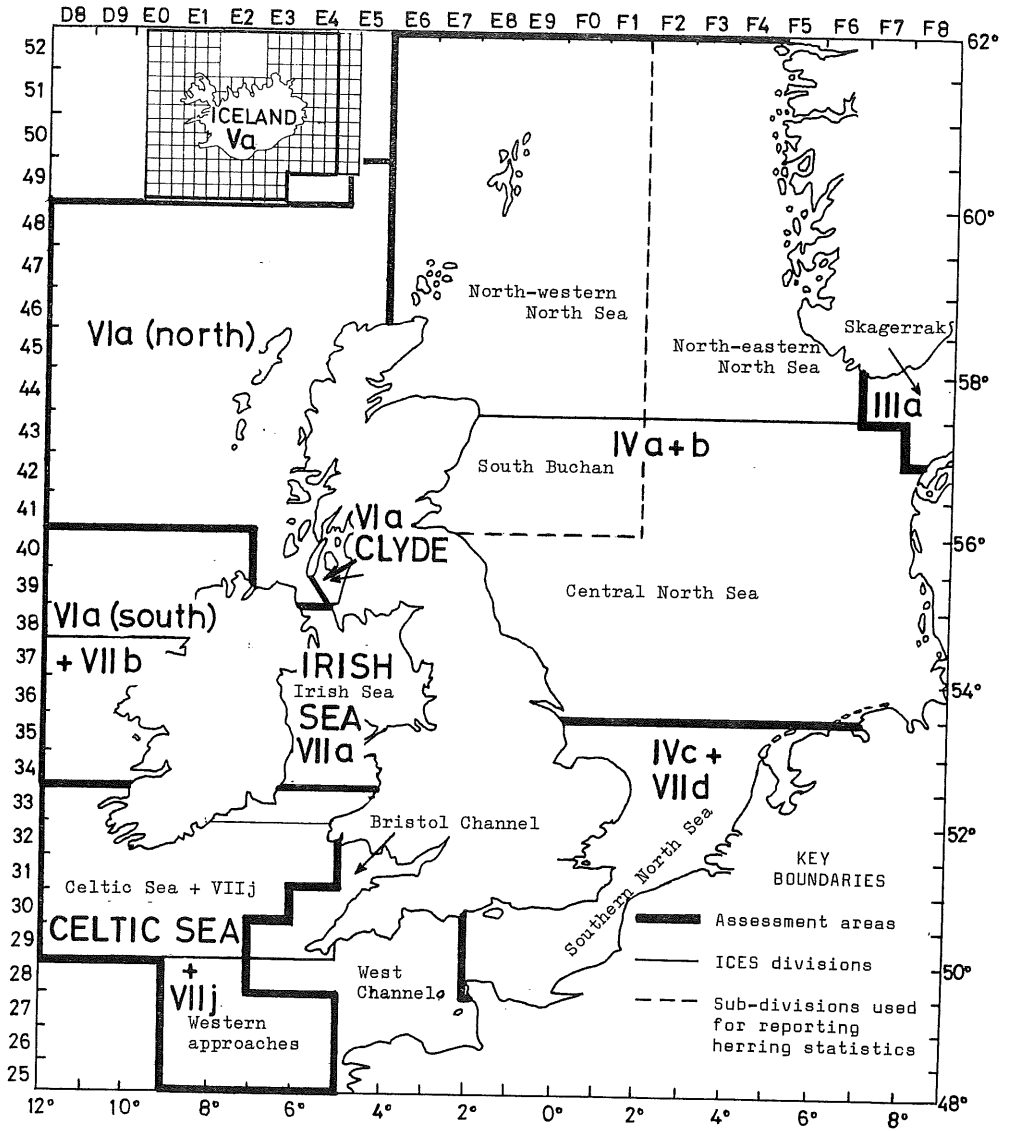 D8 D9 E0 E1 E2 E3 E4 E5 E6 E7 E8 E9 F0 F1 F2 F3 F4 F5 F6 F7 F8
52
51
50
49
48
47
46
45
44
43
42
41
40
39
38
37
36
35
34
33
32
31
30
29
28
27
26
25
62°
60°
58°
56°
54°
52°
50°
48°
ICELAND
Va
North-western
North Sea
VIa (north)
North-eastern
North Sea
Skagerrak
IIIa
IVa+b
South Buchan
VIa
CLYDE
Central North Sea
VIa (south)
+ VIIb
IRISH
Irish Sea
SEA
VIIa
IVc +
VIId
Southern North Sea
Bristol Channel
Celtic Sea + VIIj
CELTIC SEA
+
VIIj
Western
approaches
West
Channel
KEY
BOUNDARIES
Assessment areas
ICES divisions
Sub-divisions used
for reporting
herring statistics
12° 10° 8° 6° 4° 2° 0° 2° 4° 6° 8°